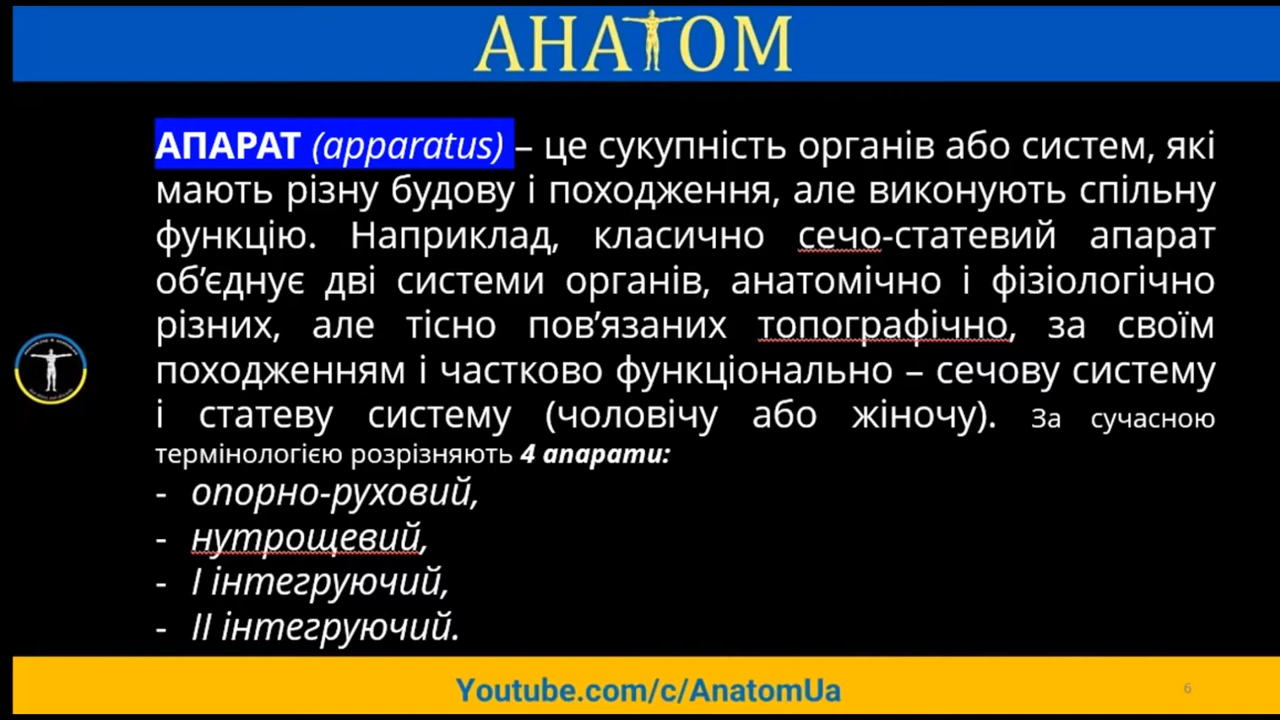 АНАТОМ
АПАРАТ (apparatus) – це сукупність органів або систем, які
мають різну будову і походження, але виконують спільну
функцію. Наприклад, класично сечо-статевий апарат
об’єднує дві системи органів, анатомічно і фізіологічно
різних, але тісно пов’язаних топографічно, за своїм
походженням і частково функціонально – сечову систему
і статеву систему (чоловічу або жіночу). За сучасною
термінологією розрізняють 4 апарати:
- опорно-руховий,
- нутрощевий,
- І інтегруючий,
- ІІ інтегруючий.
Youtube.com/c/AnatomUa
6